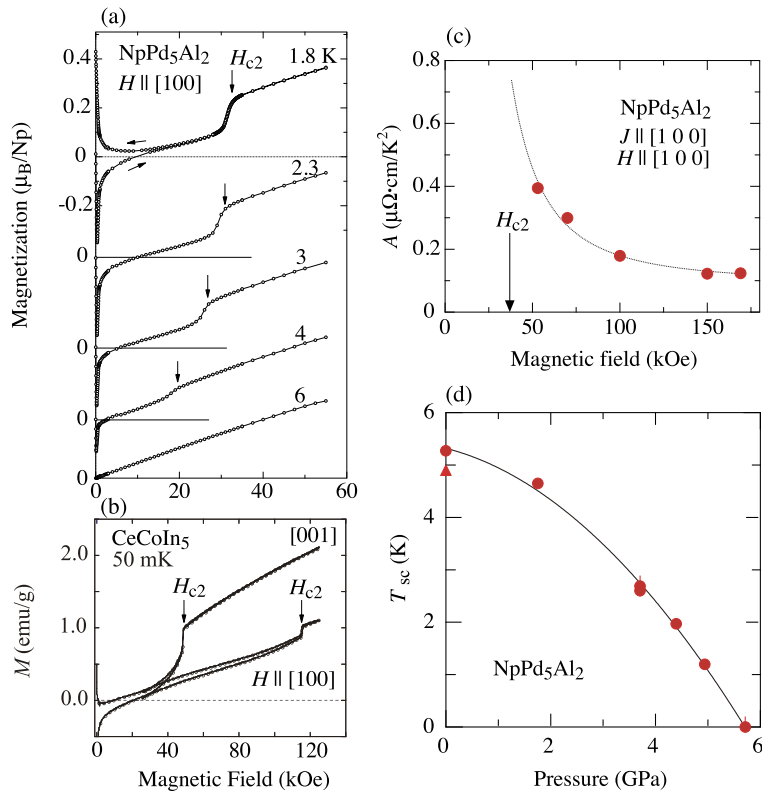 (a)
NpPd5Al2
H || [100]
Hc2
1.8 K
2.3
3
4
6
0.4
0.2
0
-0.2
0
0
0
0
Magnetization (μB/Np)
0
20
40
60
(b)
CeCoIn5
50 mK
[001]
Hc2
Hc2
H || [100]
2.0
1.0
0.0
M (emu/g)
0
40
80
120
Magnetic Field (kOe)
(c)
NpPd5Al2
J || [1 0 0]
H || [1 0 0]
Hc2
0.8
0.6
0.4
0.2
0
A (μΩ·cm/K²)
0
50
100
150
Magnetic field (kOe)
(d)
6
4
2
0
Tsc (K)
NpPd5Al2
0
2
4
6
Pressure (GPa)